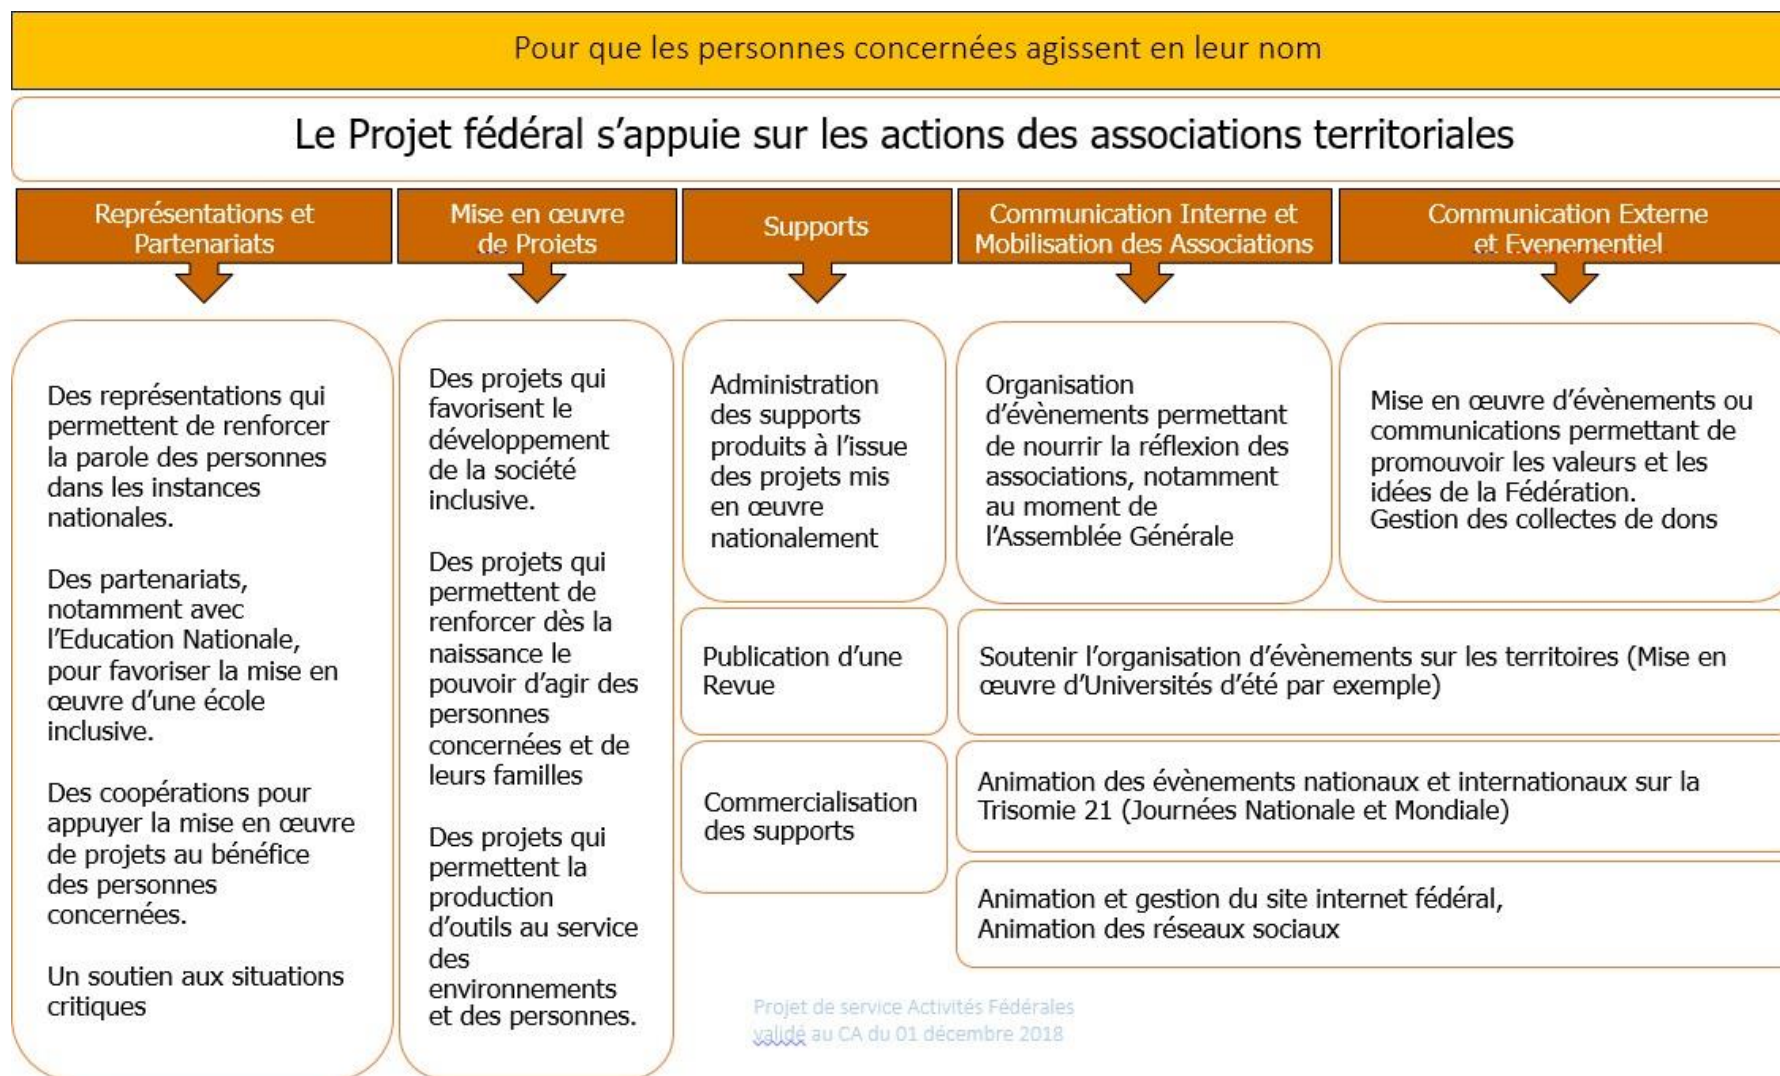 Pour que les personnes concernées agissent en leur nom
Le Projet fédéral s’appuie sur les actions des associations territoriales
Représentations et
Partenariats
Mise en œuvre
de Projets
Supports
Communication Interne et
Mobilisation des Associations
Communication Externe
et Evenementiel
Des représentations qui
permettent de renforcer
la parole des personnes
dans les instances
nationales.
Des partenariats,
notamment avec
l’Education Nationale,
pour favoriser la mise en
œuvre d’une école
inclusive.
Des coopérations pour
appuyer la mise en œuvre
de projets au bénéfice
des personnes
concernées.
Un soutien aux situations
critiques
Des projets qui
favorisent le
développement
de la société
inclusive.
Des projets qui
permettent de
renforcer dès la
naissance le
pouvoir d’agir des
personnes
concernées et de
leurs familles
Des projets qui
permettent la
production
d’outils au service
des
environnements
et des personnes.
Administration
des supports
produits à l’issue
des projets mis
en œuvre
nationalement
Publication d’une
Revue
Commercialisation
des supports
Organisation
d’évènements permettant
de nourrir la réflexion des
associations, notamment
au moment de
l’Assemblée Générale
Mise en œuvre d’évènements ou
communications permettant de
promouvoir les valeurs et les
idées de la Fédération.
Gestion des collectes de dons
Soutenir l’organisation d’évènements sur les territoires (Mise en
œuvre d’Universités d’été par exemple)
Animation des évènements nationaux et internationaux sur la
Trisomie 21 (Journées Nationale et Mondiale)
Animation et gestion du site internet fédéral,
Animation des réseaux sociaux
Projet de service Activités Fédérales
validé au CA du 01 décembre 2018